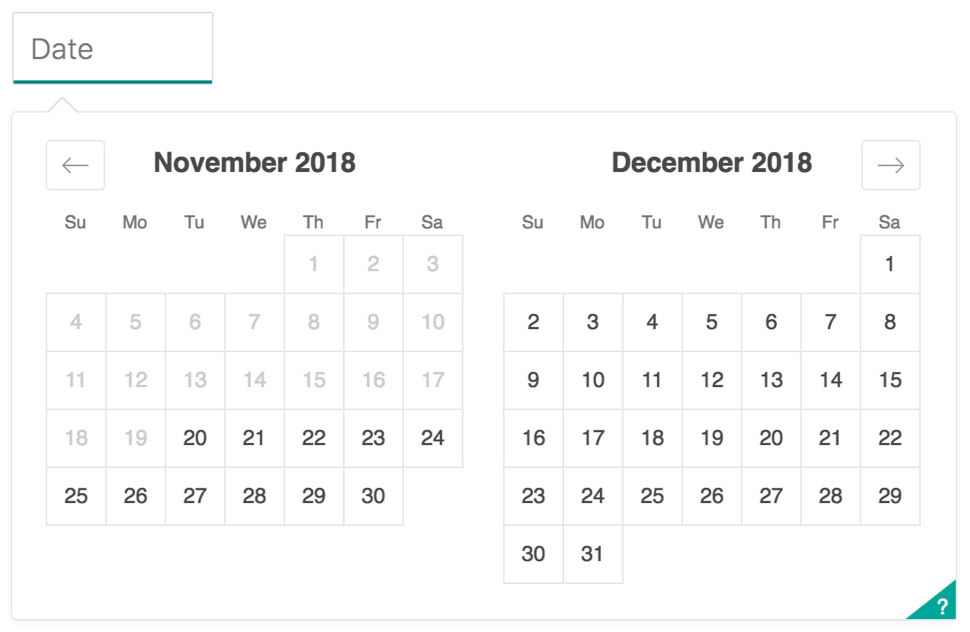 Date
November 2018
Su Mo Tu We Th Fr Sa
1 2 3
4 5 6 7 8 9 10
11 12 13 14 15 16 17
18 19 20 21 22 23 24
25 26 27 28 29 30
December 2018
Su Mo Tu We Th Fr Sa
1
2 3 4 5 6 7 8
9 10 11 12 13 14 15
16 17 18 19 20 21 22
23 24 25 26 27 28 29
30 31
?